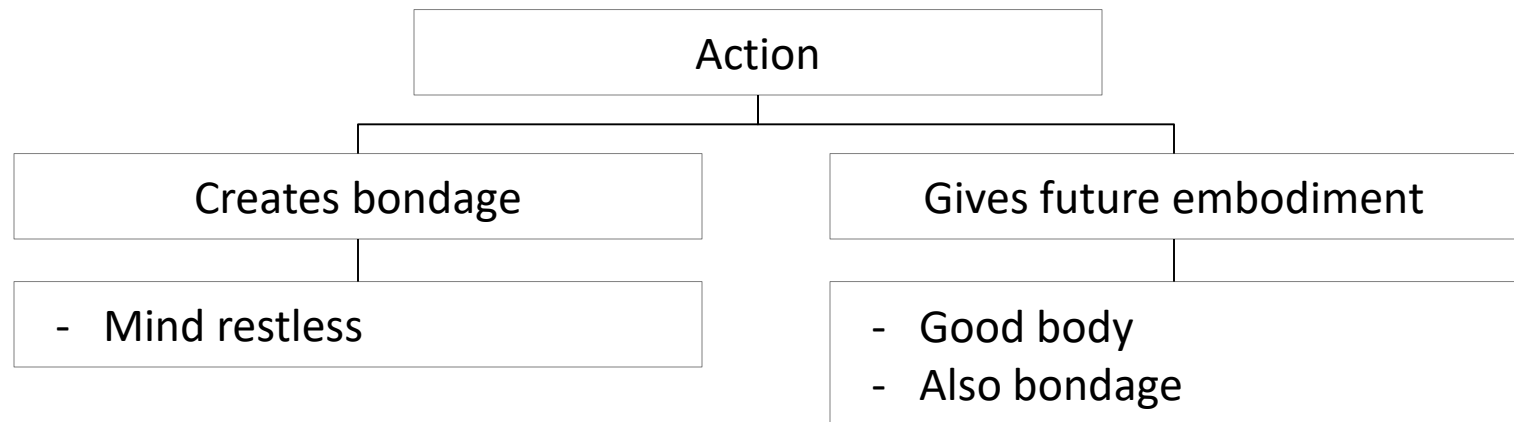 Action
Creates bondage
Gives future embodiment
- Mind restless
- Good body
- Also bondage